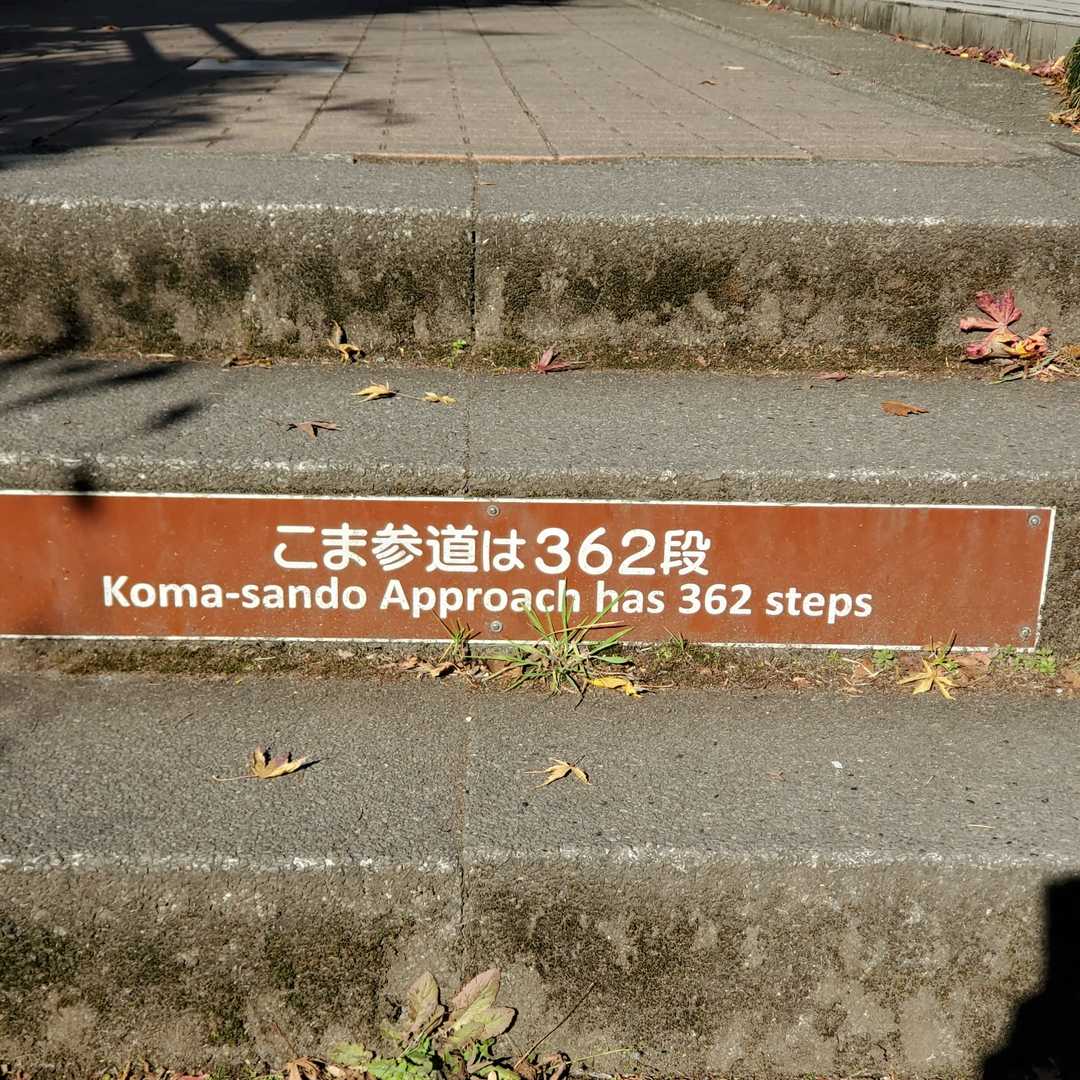 こま参道は362段
Koma-sando Approach has 362 steps